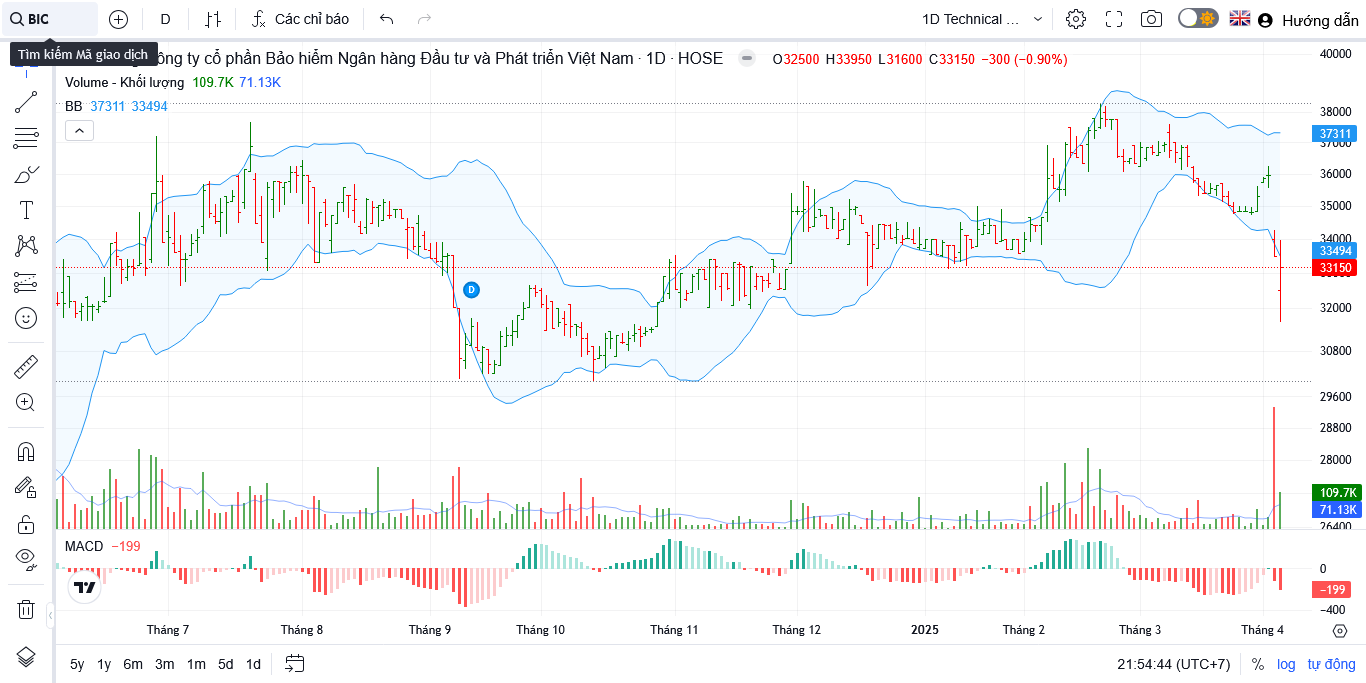 BIC
D
Các chỉ báo
1D Technical ...
Hướng dẫn
Tìm kiếm Mã giao dịch
ông ty cổ phần Bảo hiểm Ngân hàng Đầu tư và Phát triển Việt Nam · 1D · HOSE
O32500 H33950 L31600 C33150 −300 (−0.90%)
Volume - Khối lượng 109.7K 71.13K
BB 37311 33494
40000
38000
37311
37000
36000
35000
34000
33494
33150
32000
30800
29600
28800
28000
109.7K
71.13K
26400
D
MACD −199
0
−199
−400
Tháng 7 Tháng 8 Tháng 9 Tháng 10 Tháng 11 Tháng 12 2025 Tháng 2 Tháng 3 Tháng 4
5y 1y 6m 3m 1m 5d 1d
21:54:44 (UTC+7) % log tự động